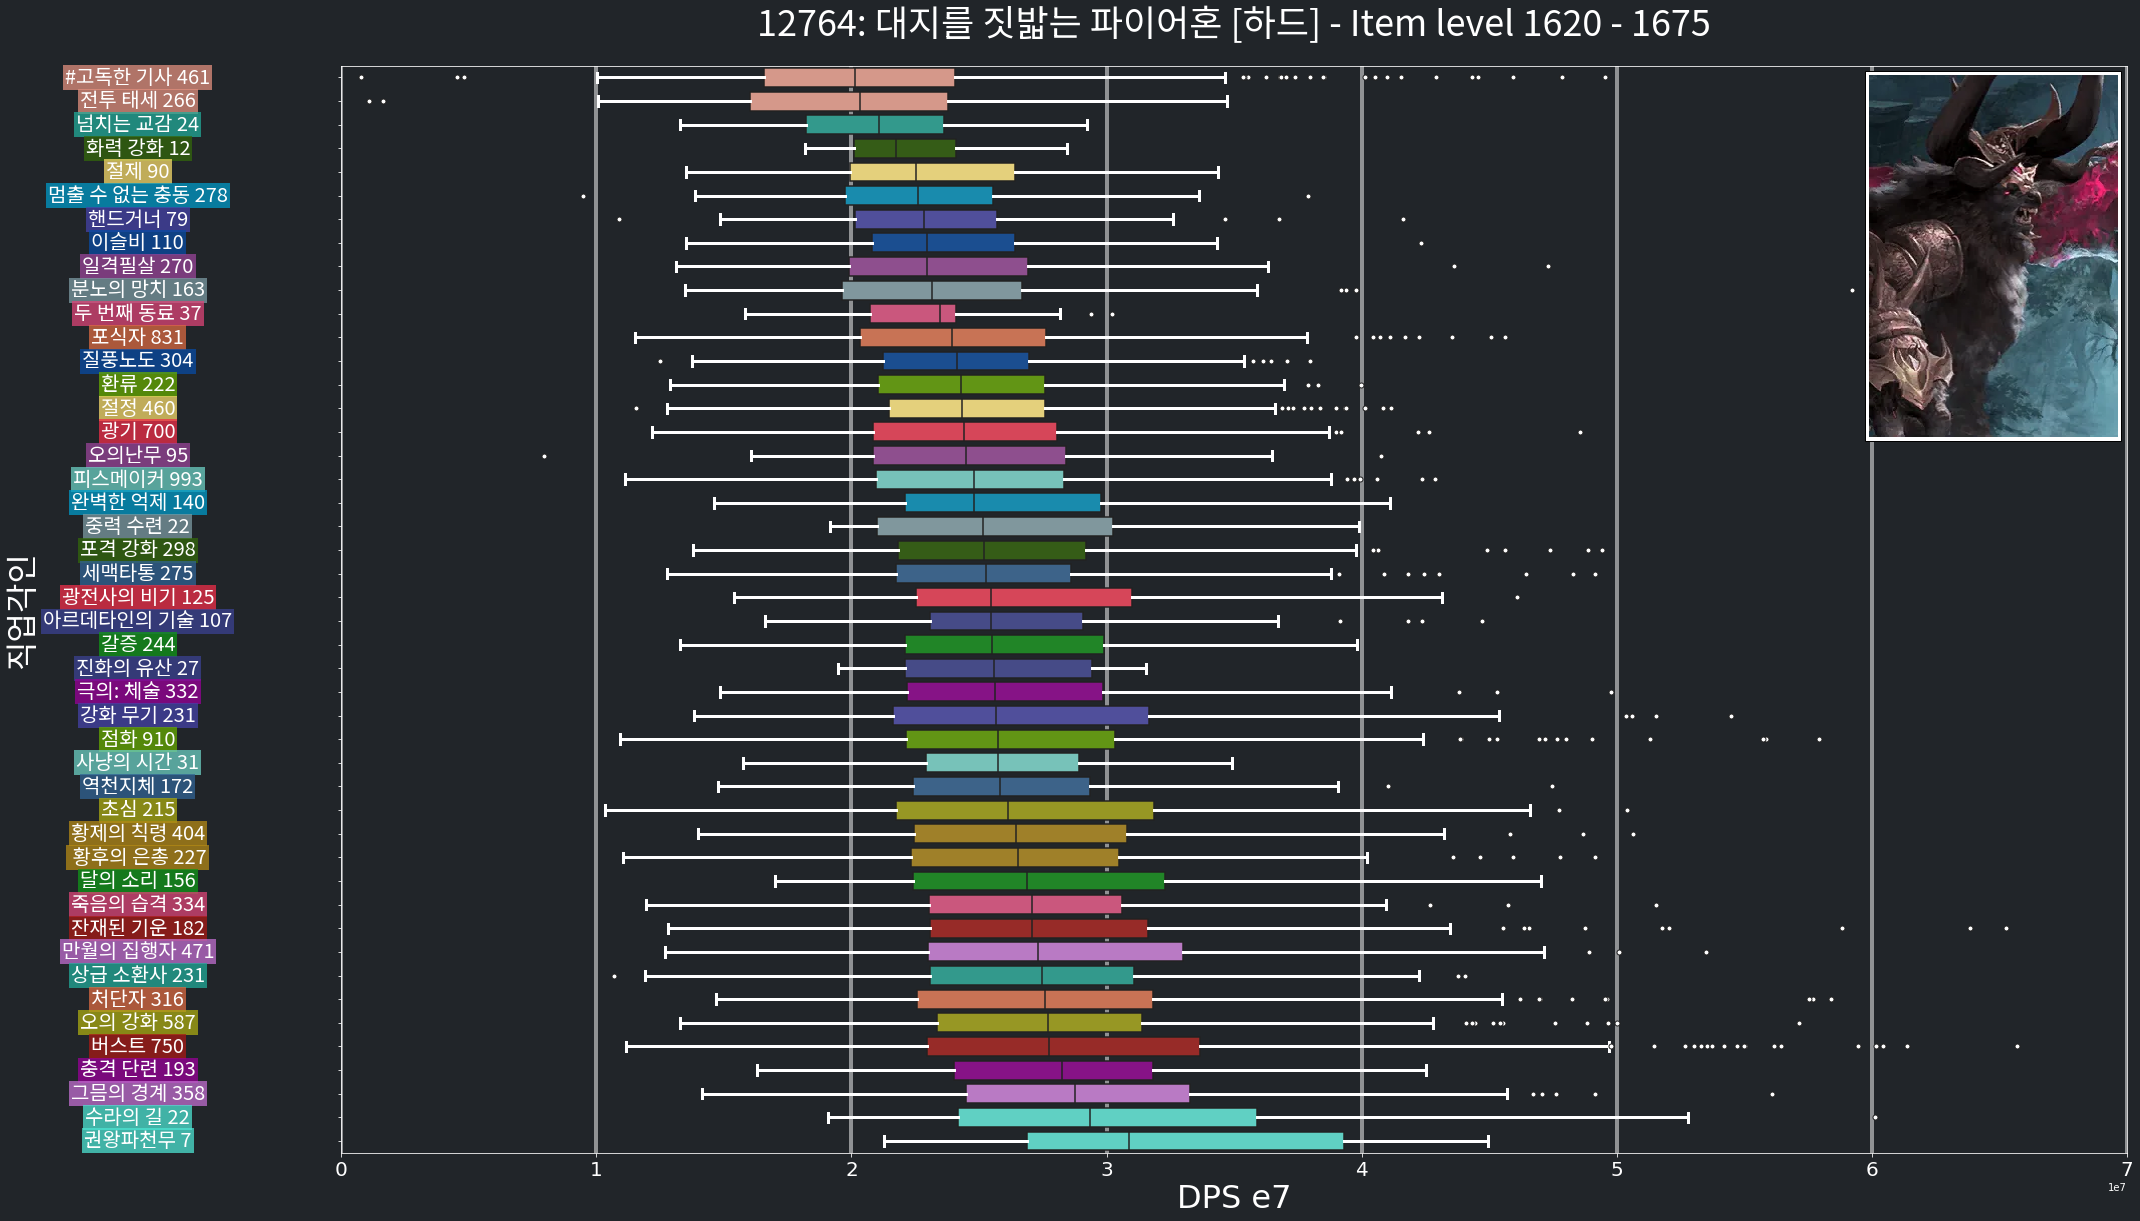 12764: 대지를 짓밟는 파이어혼 [하드] - Item level 1620 - 1675
#고독한 기사 461
전투 태세 266
넘치는 교감 24
화력 강화 12
절제 90
멈출 수 없는 충동 278
핸드거너 79
이슬비 110
일격필살 270
분노의 망치 163
두 번째 동료 37
포식자 831
질풍노도 304
환류 222
절정 460
광기 700
오의난무 95
피스메이커 993
완벽한 억제 140
중력 수련 22
포격 강화 298
세맥타통 275
광전사의 비기 125
아르데타인의 기술 107
갈증 244
진화의 유산 27
극의: 체술 332
강화 무기 231
점화 910
사냥의 시간 31
역천지체 172
초심 215
황제의 칙령 404
황후의 은총 227
달의 소리 156
죽음의 습격 334
잔재된 기운 182
만월의 집행자 471
상급 소환사 231
처단자 316
오의 강화 587
버스트 750
충격 단련 193
그믐의 경계 358
수라의 길 22
권왕파천무 7
직업각인
0 1 2 3 4 5 6 7
DPS e7
1e7